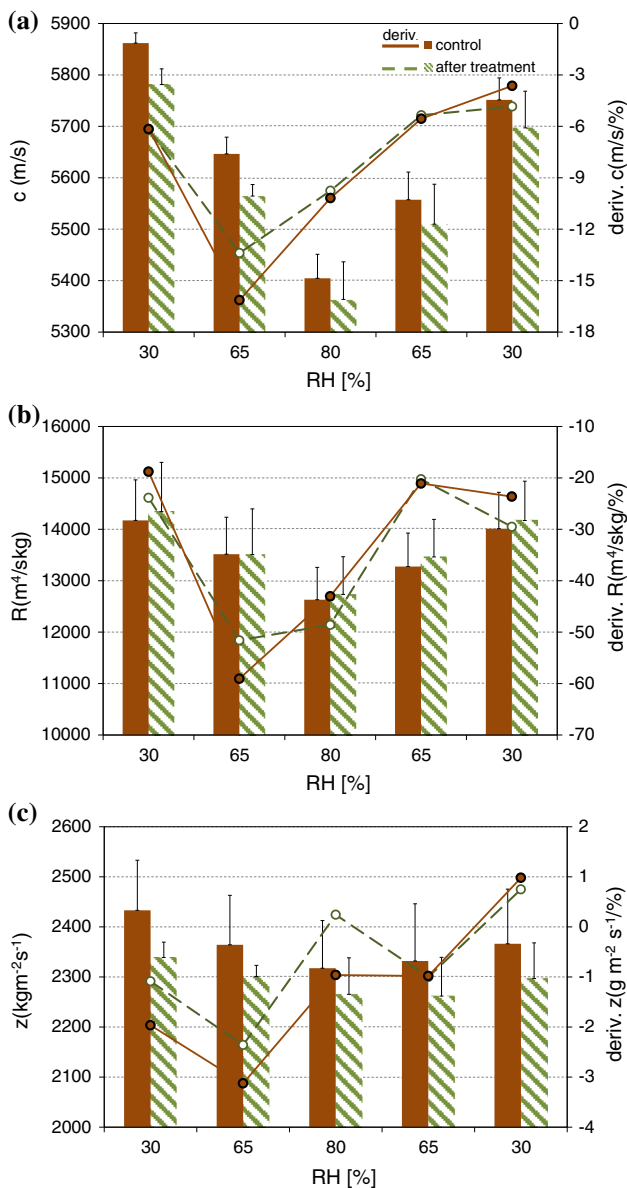 (a)
5900
5800
5700
5600
5500
5400
5300
c (m/s)
deriv.
control
after treatment
0
-3
-6
-9
-12
-15
-18
deriv. c(m/s/%)
30 65 80 65 30
RH [%]
(b)
16000
15000
14000
13000
12000
11000
10000
R(m⁴/skg)
-10
-20
-30
-40
-50
-60
-70
deriv. R(m⁴/skg/%)
30 65 80 65 30
RH [%]
(c)
2600
2500
2400
2300
2200
2100
2000
z(kgm⁻²s⁻¹)
2
1
0
-1
-2
-3
-4
deriv. z(g m⁻² s⁻¹/%)
30 65 80 65 30
RH [%]